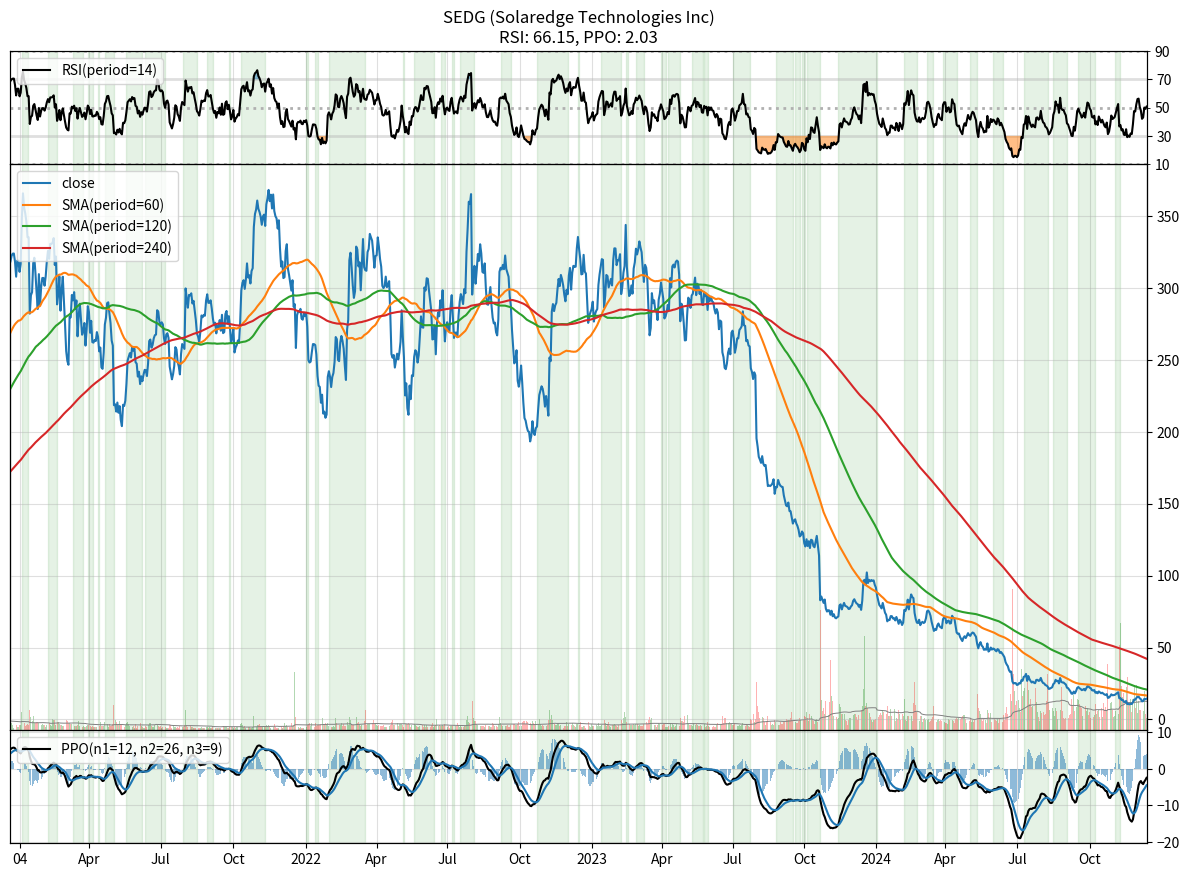 SEDG (Solaredge Technologies Inc)
RSI: 66.15, PPO: 2.03
RSI(period=14)
90
70
50
30
10
close
SMA(period=60)
SMA(period=120)
SMA(period=240)
350
300
250
200
150
100
50
0
PPO(n1=12, n2=26, n3=9)
10
0
−10
−20
04 Apr Jul Oct 2022 Apr Jul Oct 2023 Apr Jul Oct 2024 Apr Jul Oct